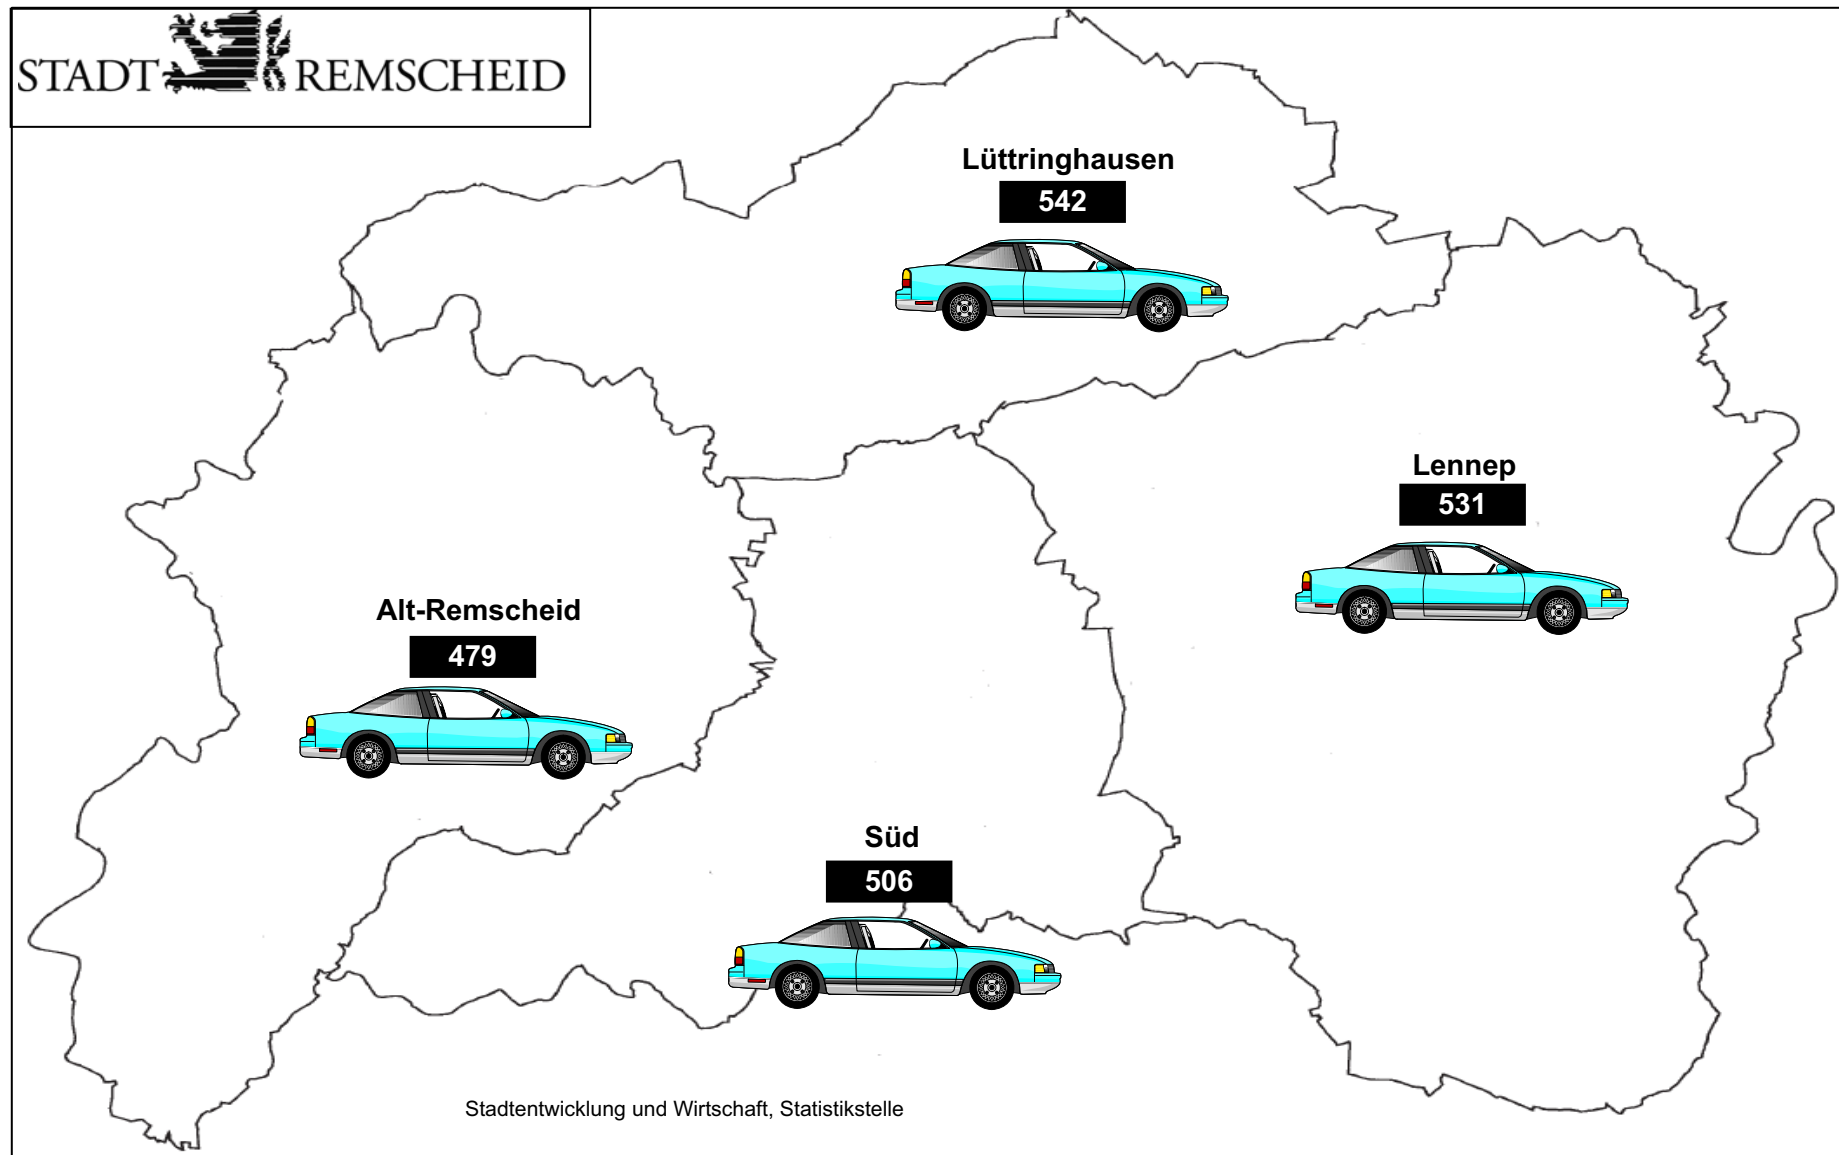 STADT REMSCHEID
Lüttringhausen
542
Lennep
531
Alt-Remscheid
479
Süd
506
Stadtentwicklung und Wirtschaft, Statistikstelle